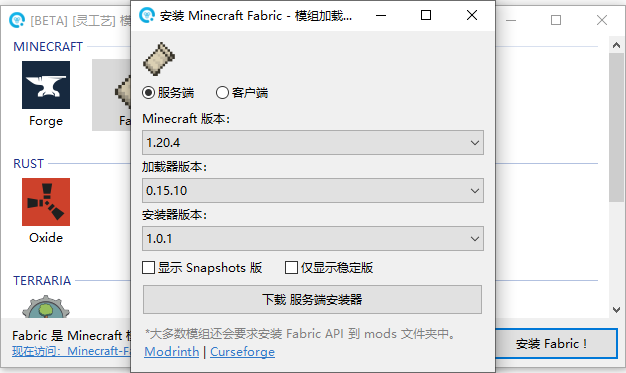 [BETA] [灵工艺] 模
安装 Minecraft Fabric - 模组加载...
MINECRAFT
Forge
Fa
RUST
Oxide
TERRARIA
服务端
客户端
Minecraft 版本：
1.20.4
加载器版本：
0.15.10
安装器版本：
1.0.1
显示 Snapshots 版
仅显示稳定版
下载 服务端安装器
*大多数模组还会要求安装 Fabric API 到 mods 文件夹中。
Modrinth | Curseforge
Fabric 是 Minecraft
现在访问：Minecraft-Fa
安装 Fabric！